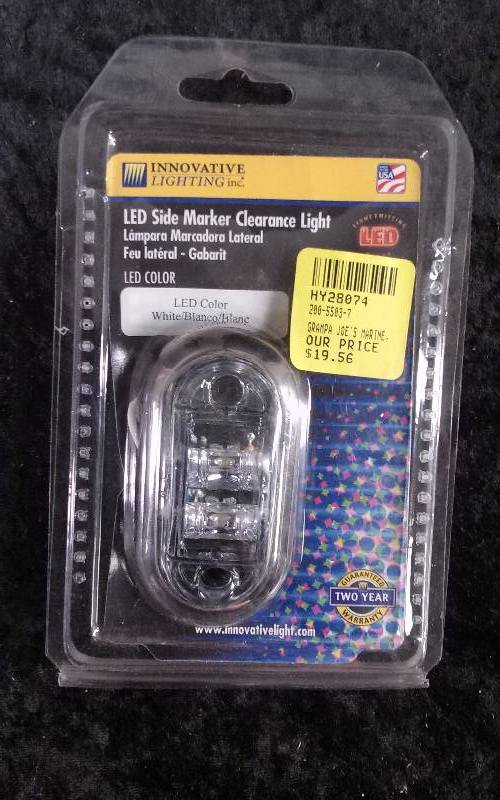 INNOVATIVE
LIGHTING inc.
USA
LED Side Marker Clearance Light
Lámpara Marcadora Lateral
Feu latéral - Gabarit
LIGHT EMITTING
LED
LED COLOR
LED Color
White/Blanco/Blanc
HY28074
200-5503-7
GRAMPA JOE'S MARINE.
OUR PRICE
$19.56
GUARANTEED
TWO YEAR
WARRANTY
www.innovativelight.com